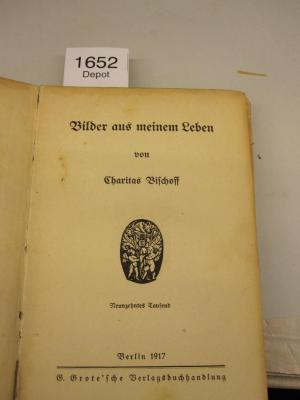 1652
Depot
Bilder aus meinem Leben
von
Charitas Bischoff
Neunzehntes Tausend
Berlin 1917
G. Grote'sche Verlagsbuchhandlung